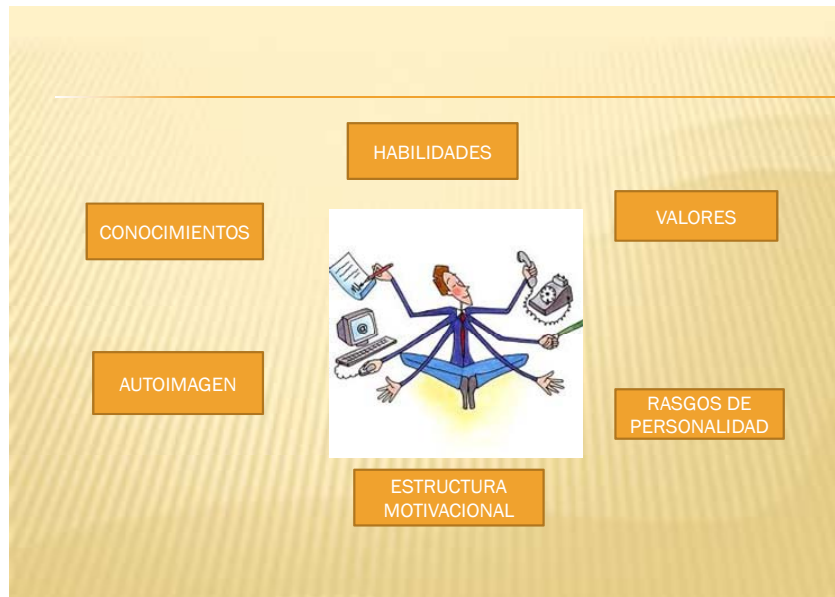 HABILIDADES
CONOCIMIENTOS
VALORES
@
AUTOIMAGEN
RASGOS DE
PERSONALIDAD
ESTRUCTURA
MOTIVACIONAL